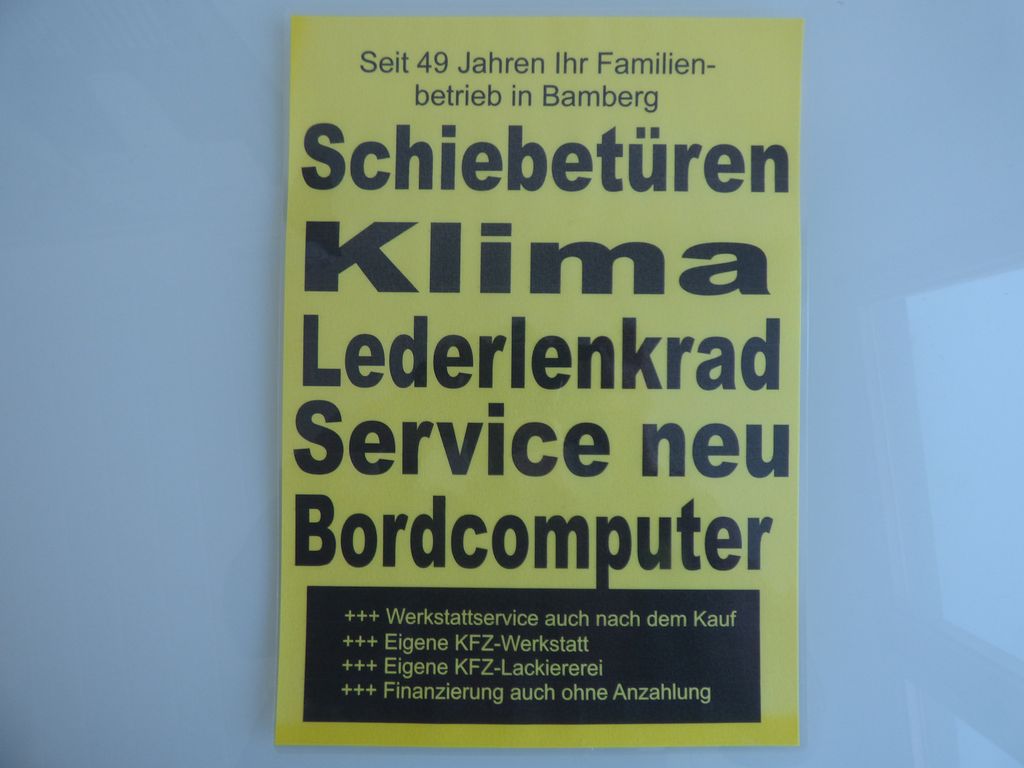 Seit 49 Jahren Ihr Familien-
betrieb in Bamberg
Schiebetüren
Klima
Lederlenkrad
Service neu
Bordcomputer
+++ Werkstattservice auch nach dem Kauf
+++ Eigene KFZ-Werkstatt
+++ Eigene KFZ-Lackiererei
+++ Finanzierung auch ohne Anzahlung